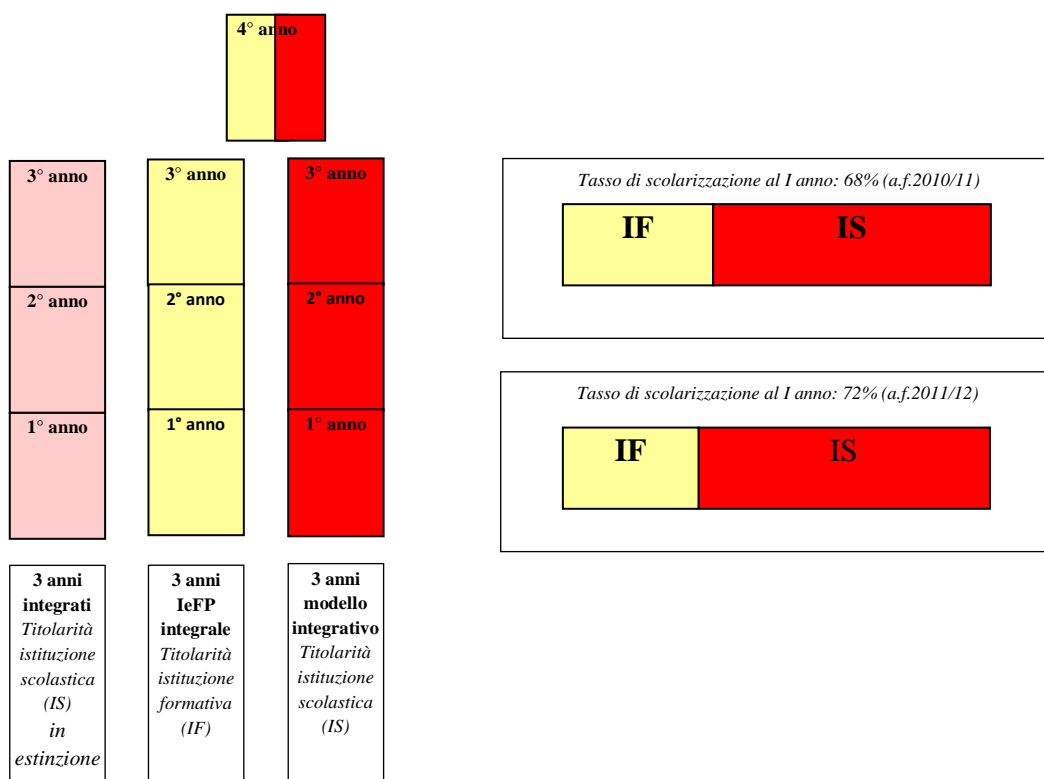 4° anno
3° anno
2° anno
1° anno
3° anno
2° anno
1° anno
3° anno
2° anno
1° anno
3 anni
integrati
Titolarità
istituzione
scolastica
(IS)
in
estinzione
3 anni
IeFP
integrale
Titolarità
istituzione
formativa
(IF)
3 anni
modello
integrativo
Titolarità
istituzione
scolastica
(IS)
Tasso di scolarizzazione al I anno: 68% (a.f.2010/11)
IF IS
Tasso di scolarizzazione al I anno: 72% (a.f.2011/12)
IF IS